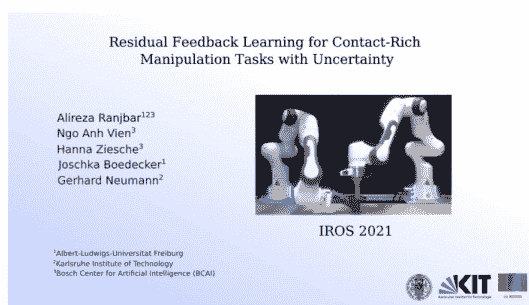 Residual Feedback Learning for Contact-Rich
Manipulation Tasks with Uncertainty
Alireza Ranjbar¹²³
Ngo Anh Vien³
Hanna Ziesche³
Joschka Boedecker¹
Gerhard Neumann²
IROS 2021
¹Albert-Ludwigs-Universitat Freiburg
²Karlsruhe Institute of Technology
³Bosch Center for Artificial Intelligence (BCAI)
KIT